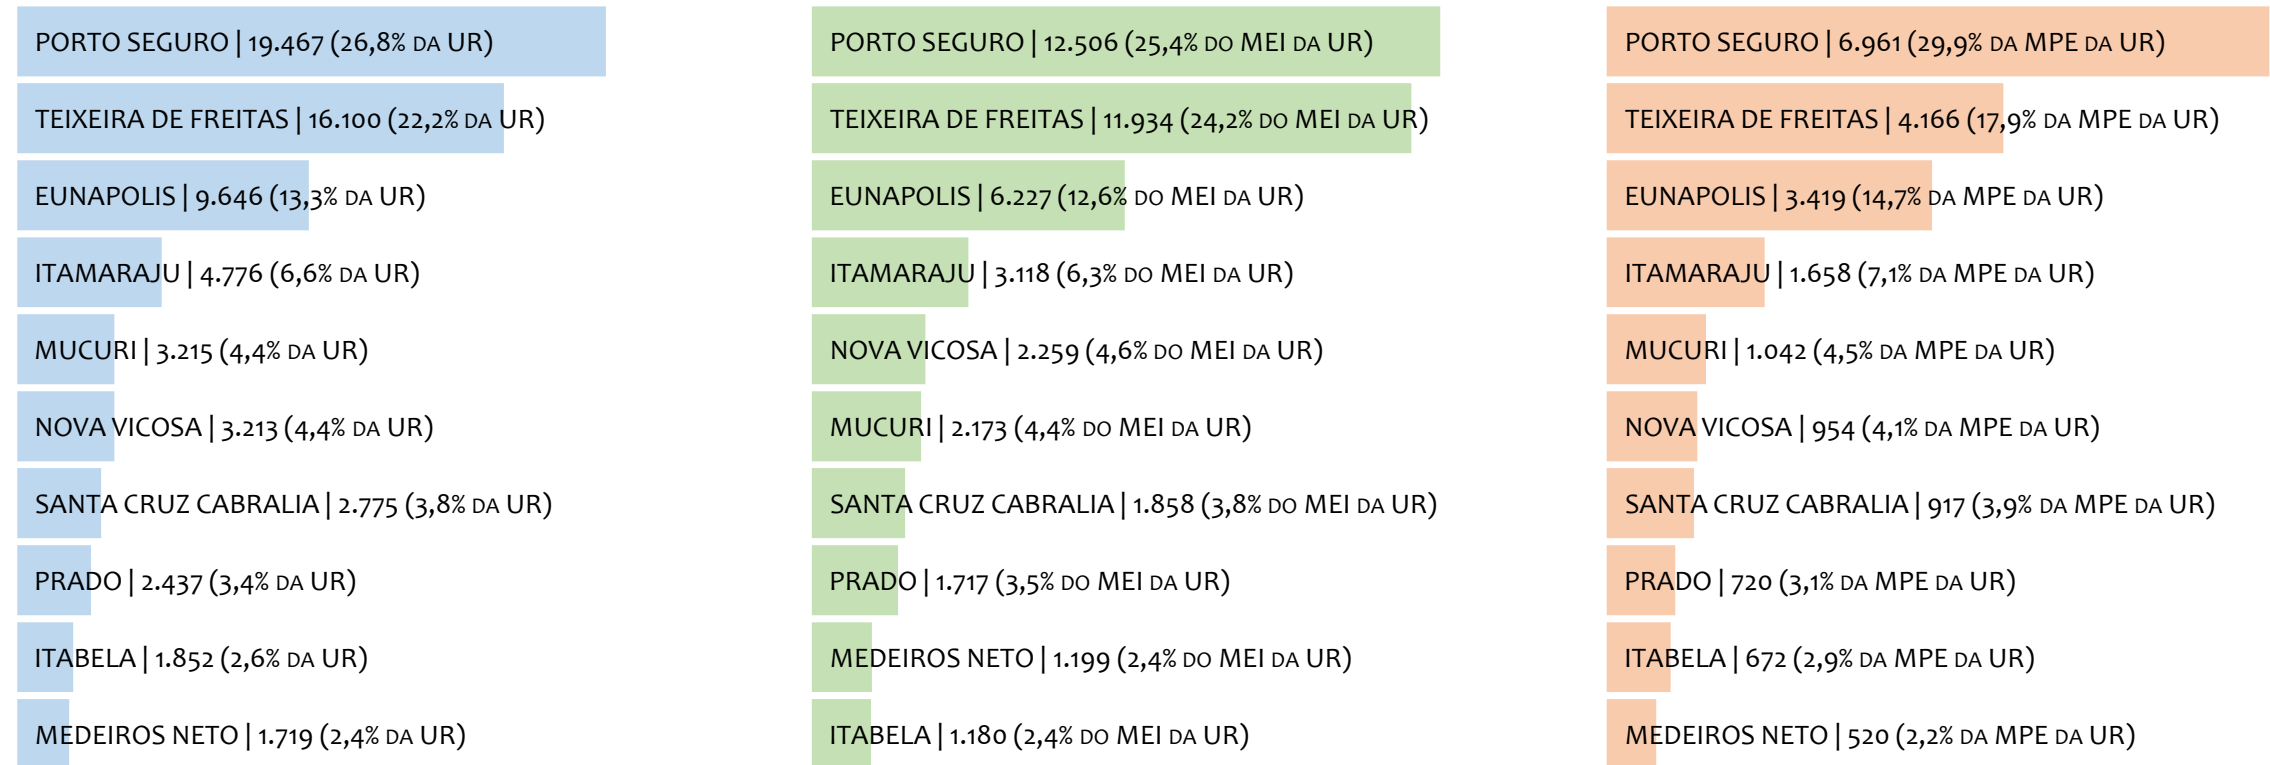 PORTO SEGURO | 19.467 (26,8% DA UR)
TEIXEIRA DE FREITAS | 16.100 (22,2% DA UR)
EUNAPOLIS | 9.646 (13,3% DA UR)
ITAMARAJU | 4.776 (6,6% DA UR)
MUCURI | 3.215 (4,4% DA UR)
NOVA VICOSA | 3.213 (4,4% DA UR)
SANTA CRUZ CABRALIA | 2.775 (3,8% DA UR)
PRADO | 2.437 (3,4% DA UR)
ITABELA | 1.852 (2,6% DA UR)
MEDEIROS NETO | 1.719 (2,4% DA UR)
PORTO SEGURO | 12.506 (25,4% DO MEI DA UR)
TEIXEIRA DE FREITAS | 11.934 (24,2% DO MEI DA UR)
EUNAPOLIS | 6.227 (12,6% DO MEI DA UR)
ITAMARAJU | 3.118 (6,3% DO MEI DA UR)
NOVA VICOSA | 2.259 (4,6% DO MEI DA UR)
MUCURI | 2.173 (4,4% DO MEI DA UR)
SANTA CRUZ CABRALIA | 1.858 (3,8% DO MEI DA UR)
PRADO | 1.717 (3,5% DO MEI DA UR)
MEDEIROS NETO | 1.199 (2,4% DO MEI DA UR)
ITABELA | 1.180 (2,4% DO MEI DA UR)
PORTO SEGURO | 6.961 (29,9% DA MPE DA UR)
TEIXEIRA DE FREITAS | 4.166 (17,9% DA MPE DA UR)
EUNAPOLIS | 3.419 (14,7% DA MPE DA UR)
ITAMARAJU | 1.658 (7,1% DA MPE DA UR)
MUCURI | 1.042 (4,5% DA MPE DA UR)
NOVA VICOSA | 954 (4,1% DA MPE DA UR)
SANTA CRUZ CABRALIA | 917 (3,9% DA MPE DA UR)
PRADO | 720 (3,1% DA MPE DA UR)
ITABELA | 672 (2,9% DA MPE DA UR)
MEDEIROS NETO | 520 (2,2% DA MPE DA UR)